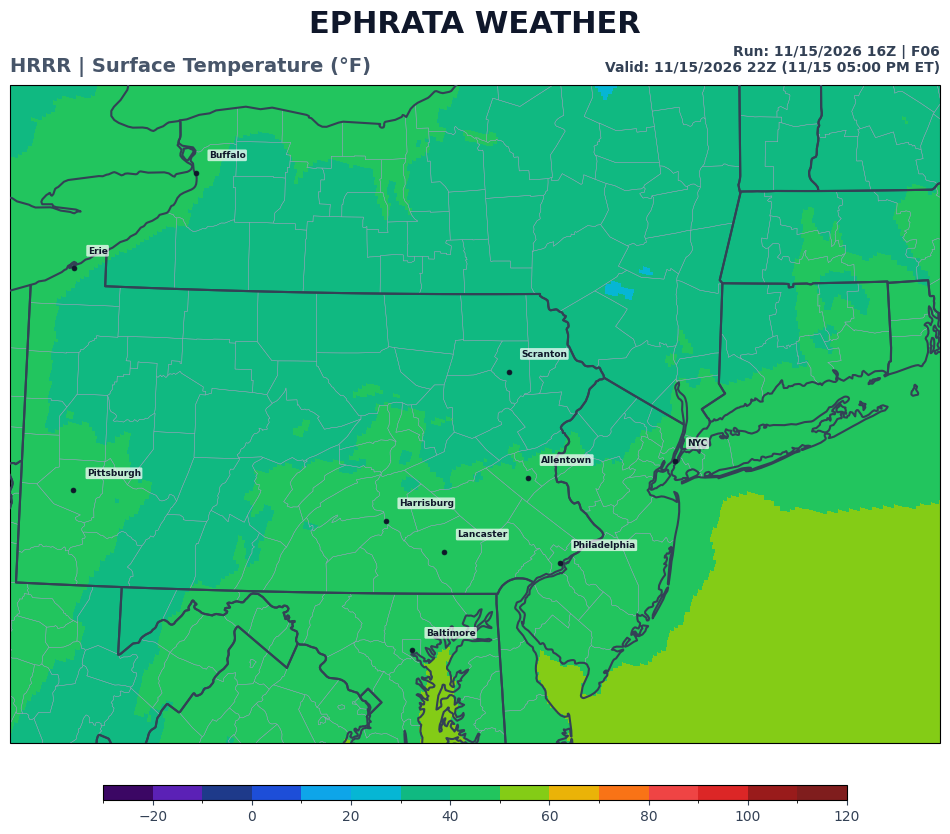 EPHRATA WEATHER
HRRR | Surface Temperature (°F)
Run: 11/15/2026 16Z | F06
Valid: 11/15/2026 22Z (11/15 05:00 PM ET)
Buffalo
Erie
Scranton
NYC
Allentown
Pittsburgh
Harrisburg
Lancaster
Philadelphia
Baltimore
−20 0 20 40 60 80 100 120